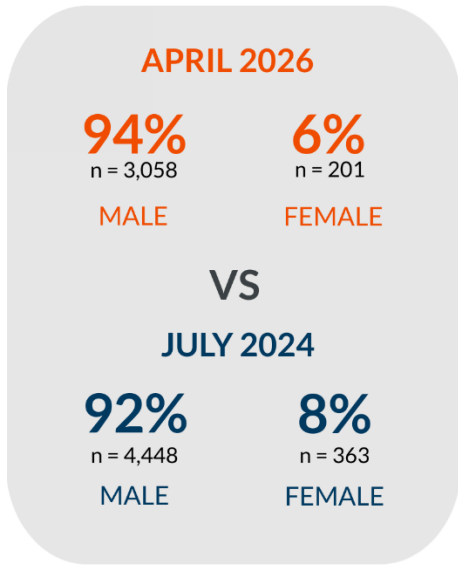 APRIL 2026
94% 6%
n = 3,058 n = 201
MALE FEMALE
VS
JULY 2024
92% 8%
n = 4,448 n = 363
MALE FEMALE